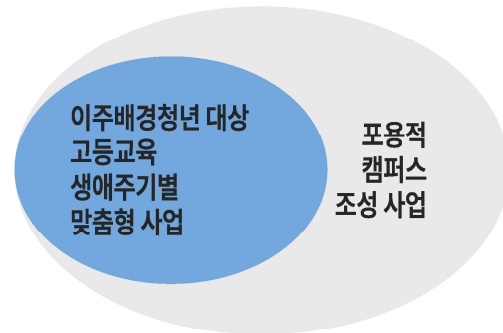 이주배경청년 대상
고등교육
생애주기별
맞춤형 사업
포용적
캠퍼스
조성 사업